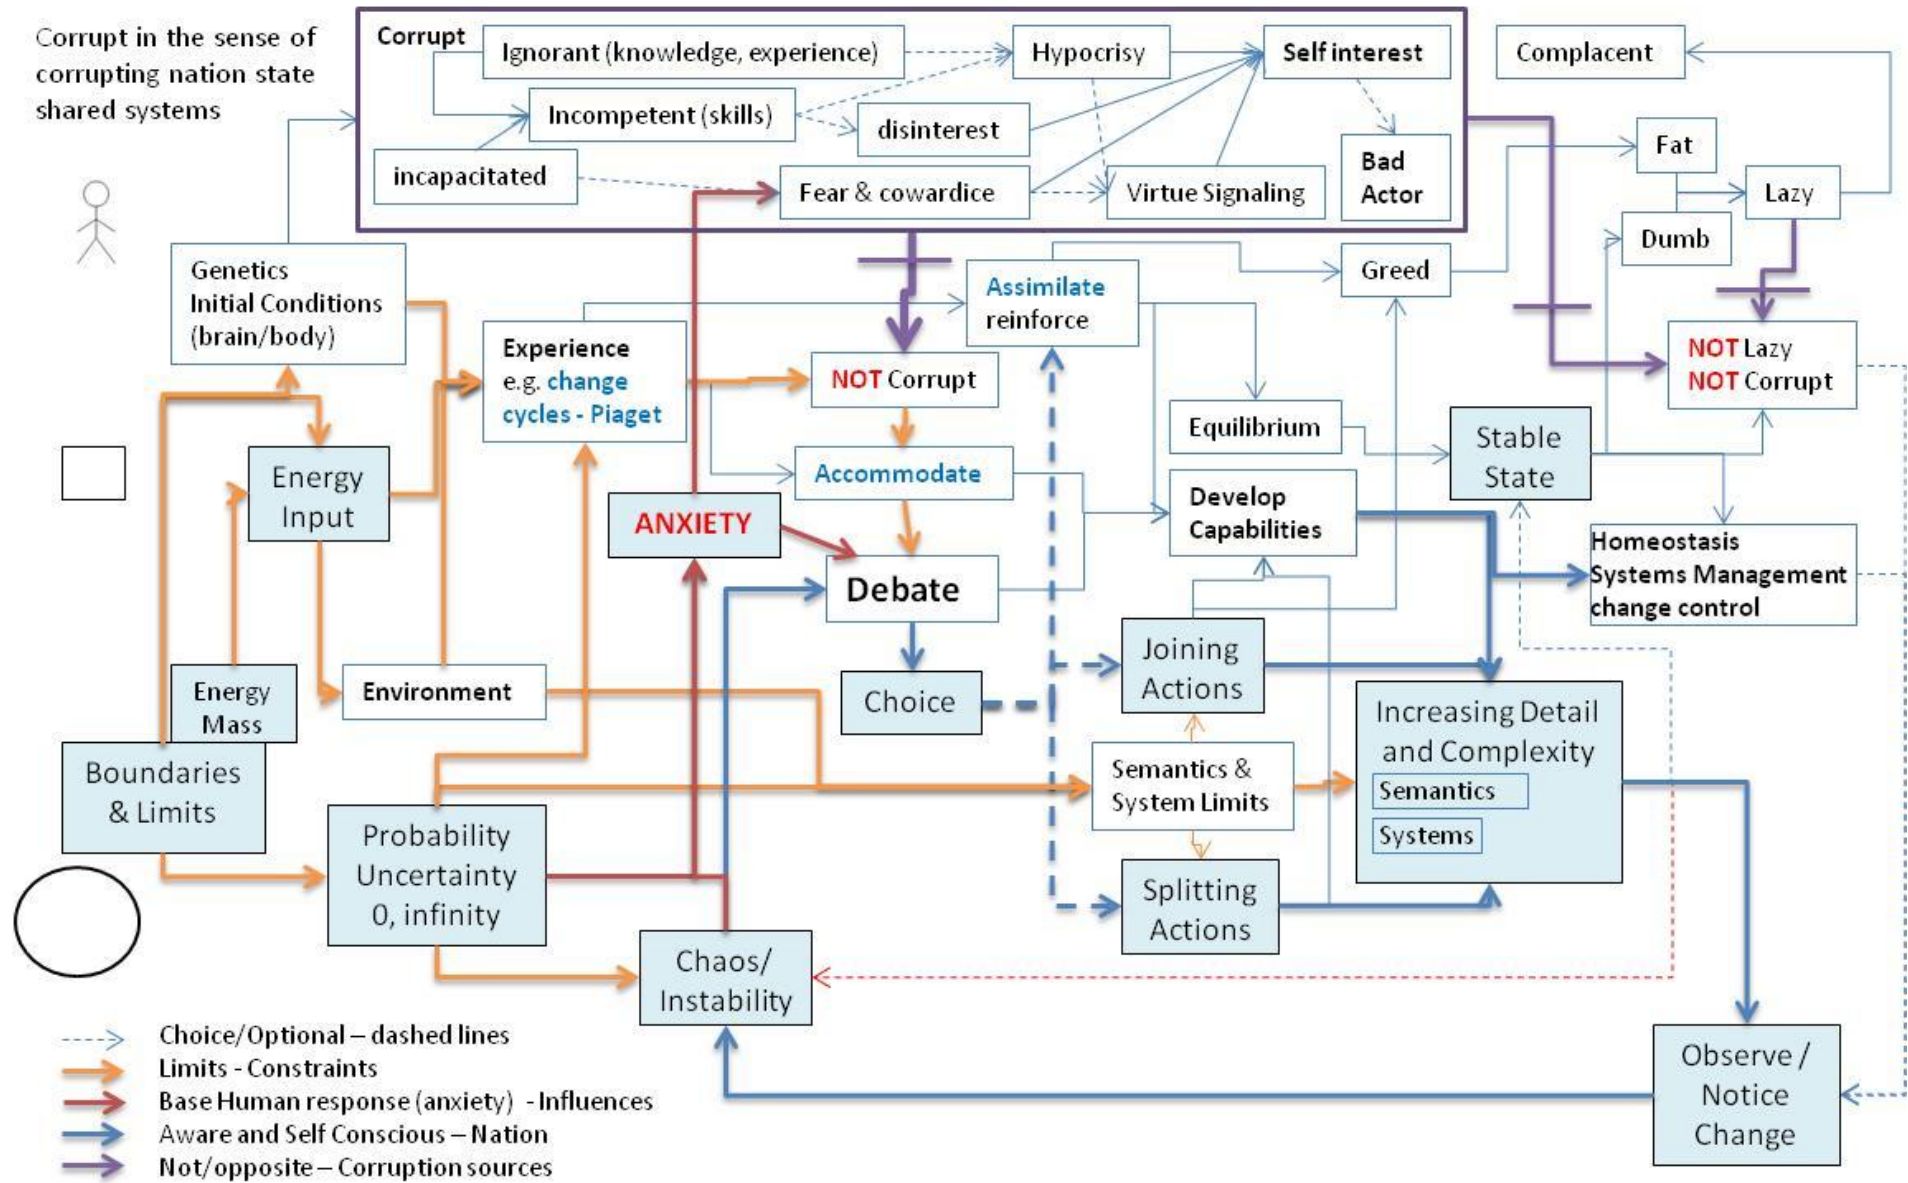 Corrupt in the sense of
corrupting nation state
shared systems
Corrupt
Ignorant (knowledge, experience)
Hypocrisy
Self interest
Complacent
Incompetent (skills)
disinterest
incapacitated
Fear & cowardice
Virtue Signaling
Bad
Actor
Fat
Lazy
Dumb
Genetics
Initial Conditions
(brain/body)
Greed
Assimilate
reinforce
Experience
e.g. change
cycles - Piaget
NOT Corrupt
NOT Lazy
NOT Corrupt
Equilibrium
Stable
State
Energy
Input
Accommodate
ANXIETY
Develop
Capabilities
Debate
Homeostasis
Systems Management
change control
Joining
Actions
Energy
Mass
Environment
Choice
Increasing Detail
and Complexity
Semantics
Systems
Boundaries
& Limits
Semantics &
System Limits
Probability
Uncertainty
0, infinity
Splitting
Actions
Chaos/
Instability
Observe /
Notice
Change
Choice/Optional – dashed lines
Limits - Constraints
Base Human response (anxiety) - Influences
Aware and Self Conscious – Nation
Not/opposite – Corruption sources